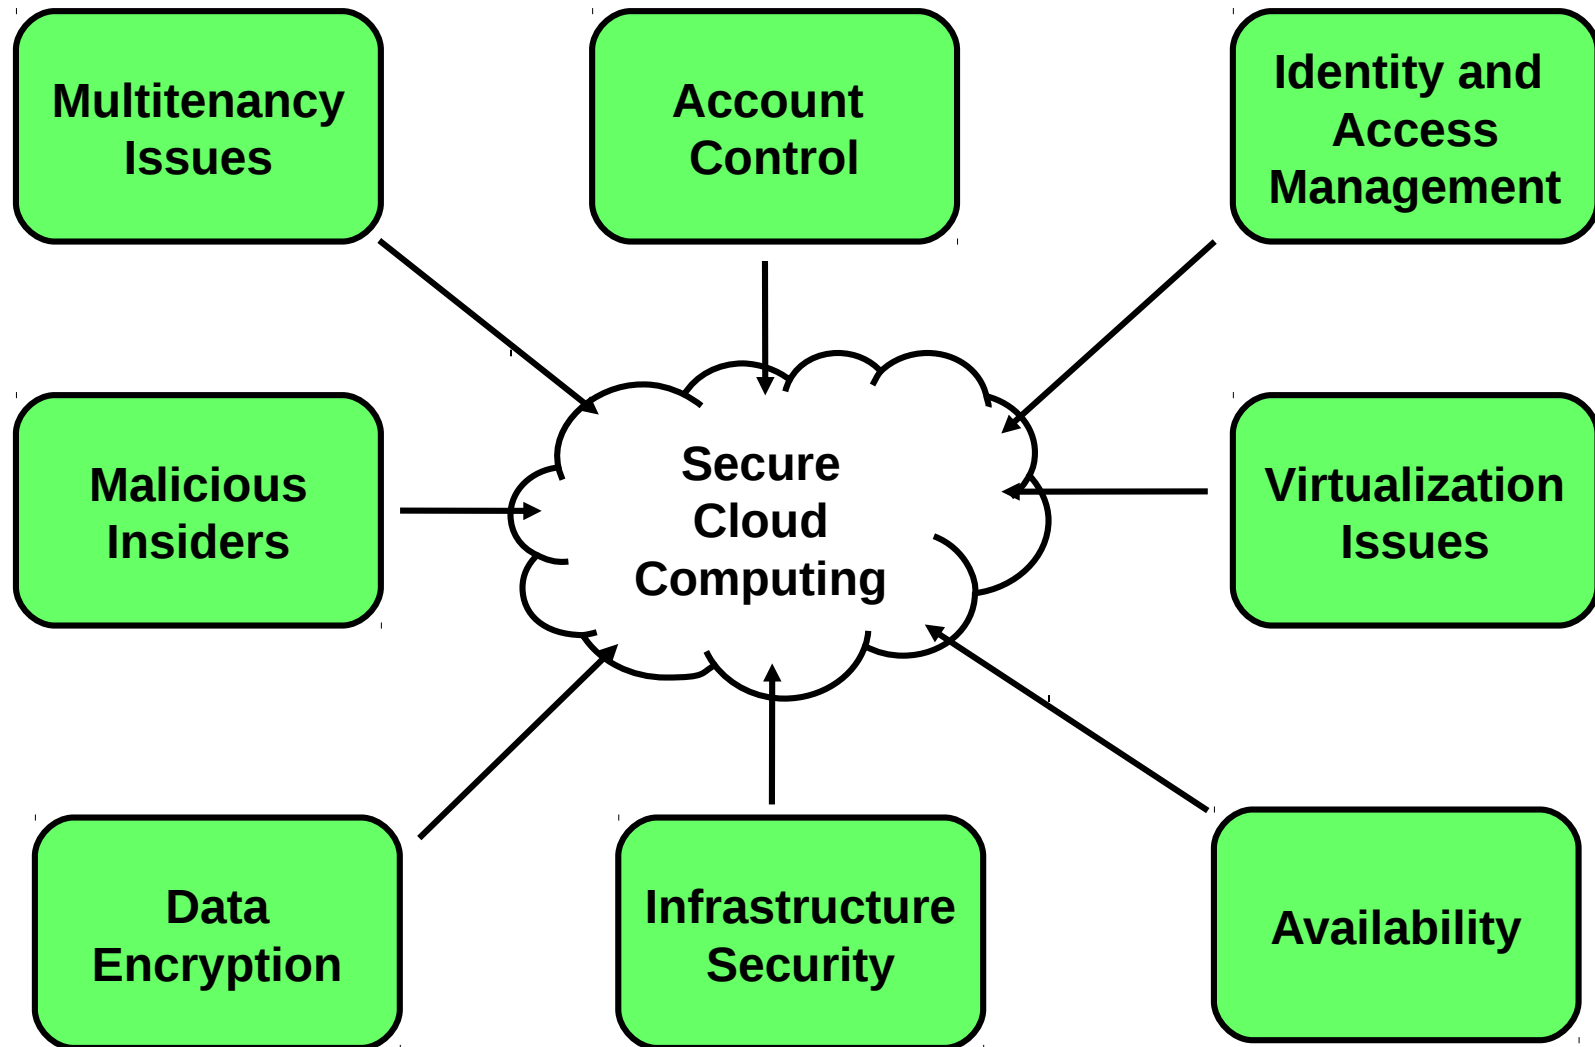 Multitenancy
Issues
Account
Control
Identity and
Access
Management
Malicious
Insiders
Secure
Cloud
Computing
Virtualization
Issues
Data
Encryption
Infrastructure
Security
Availability